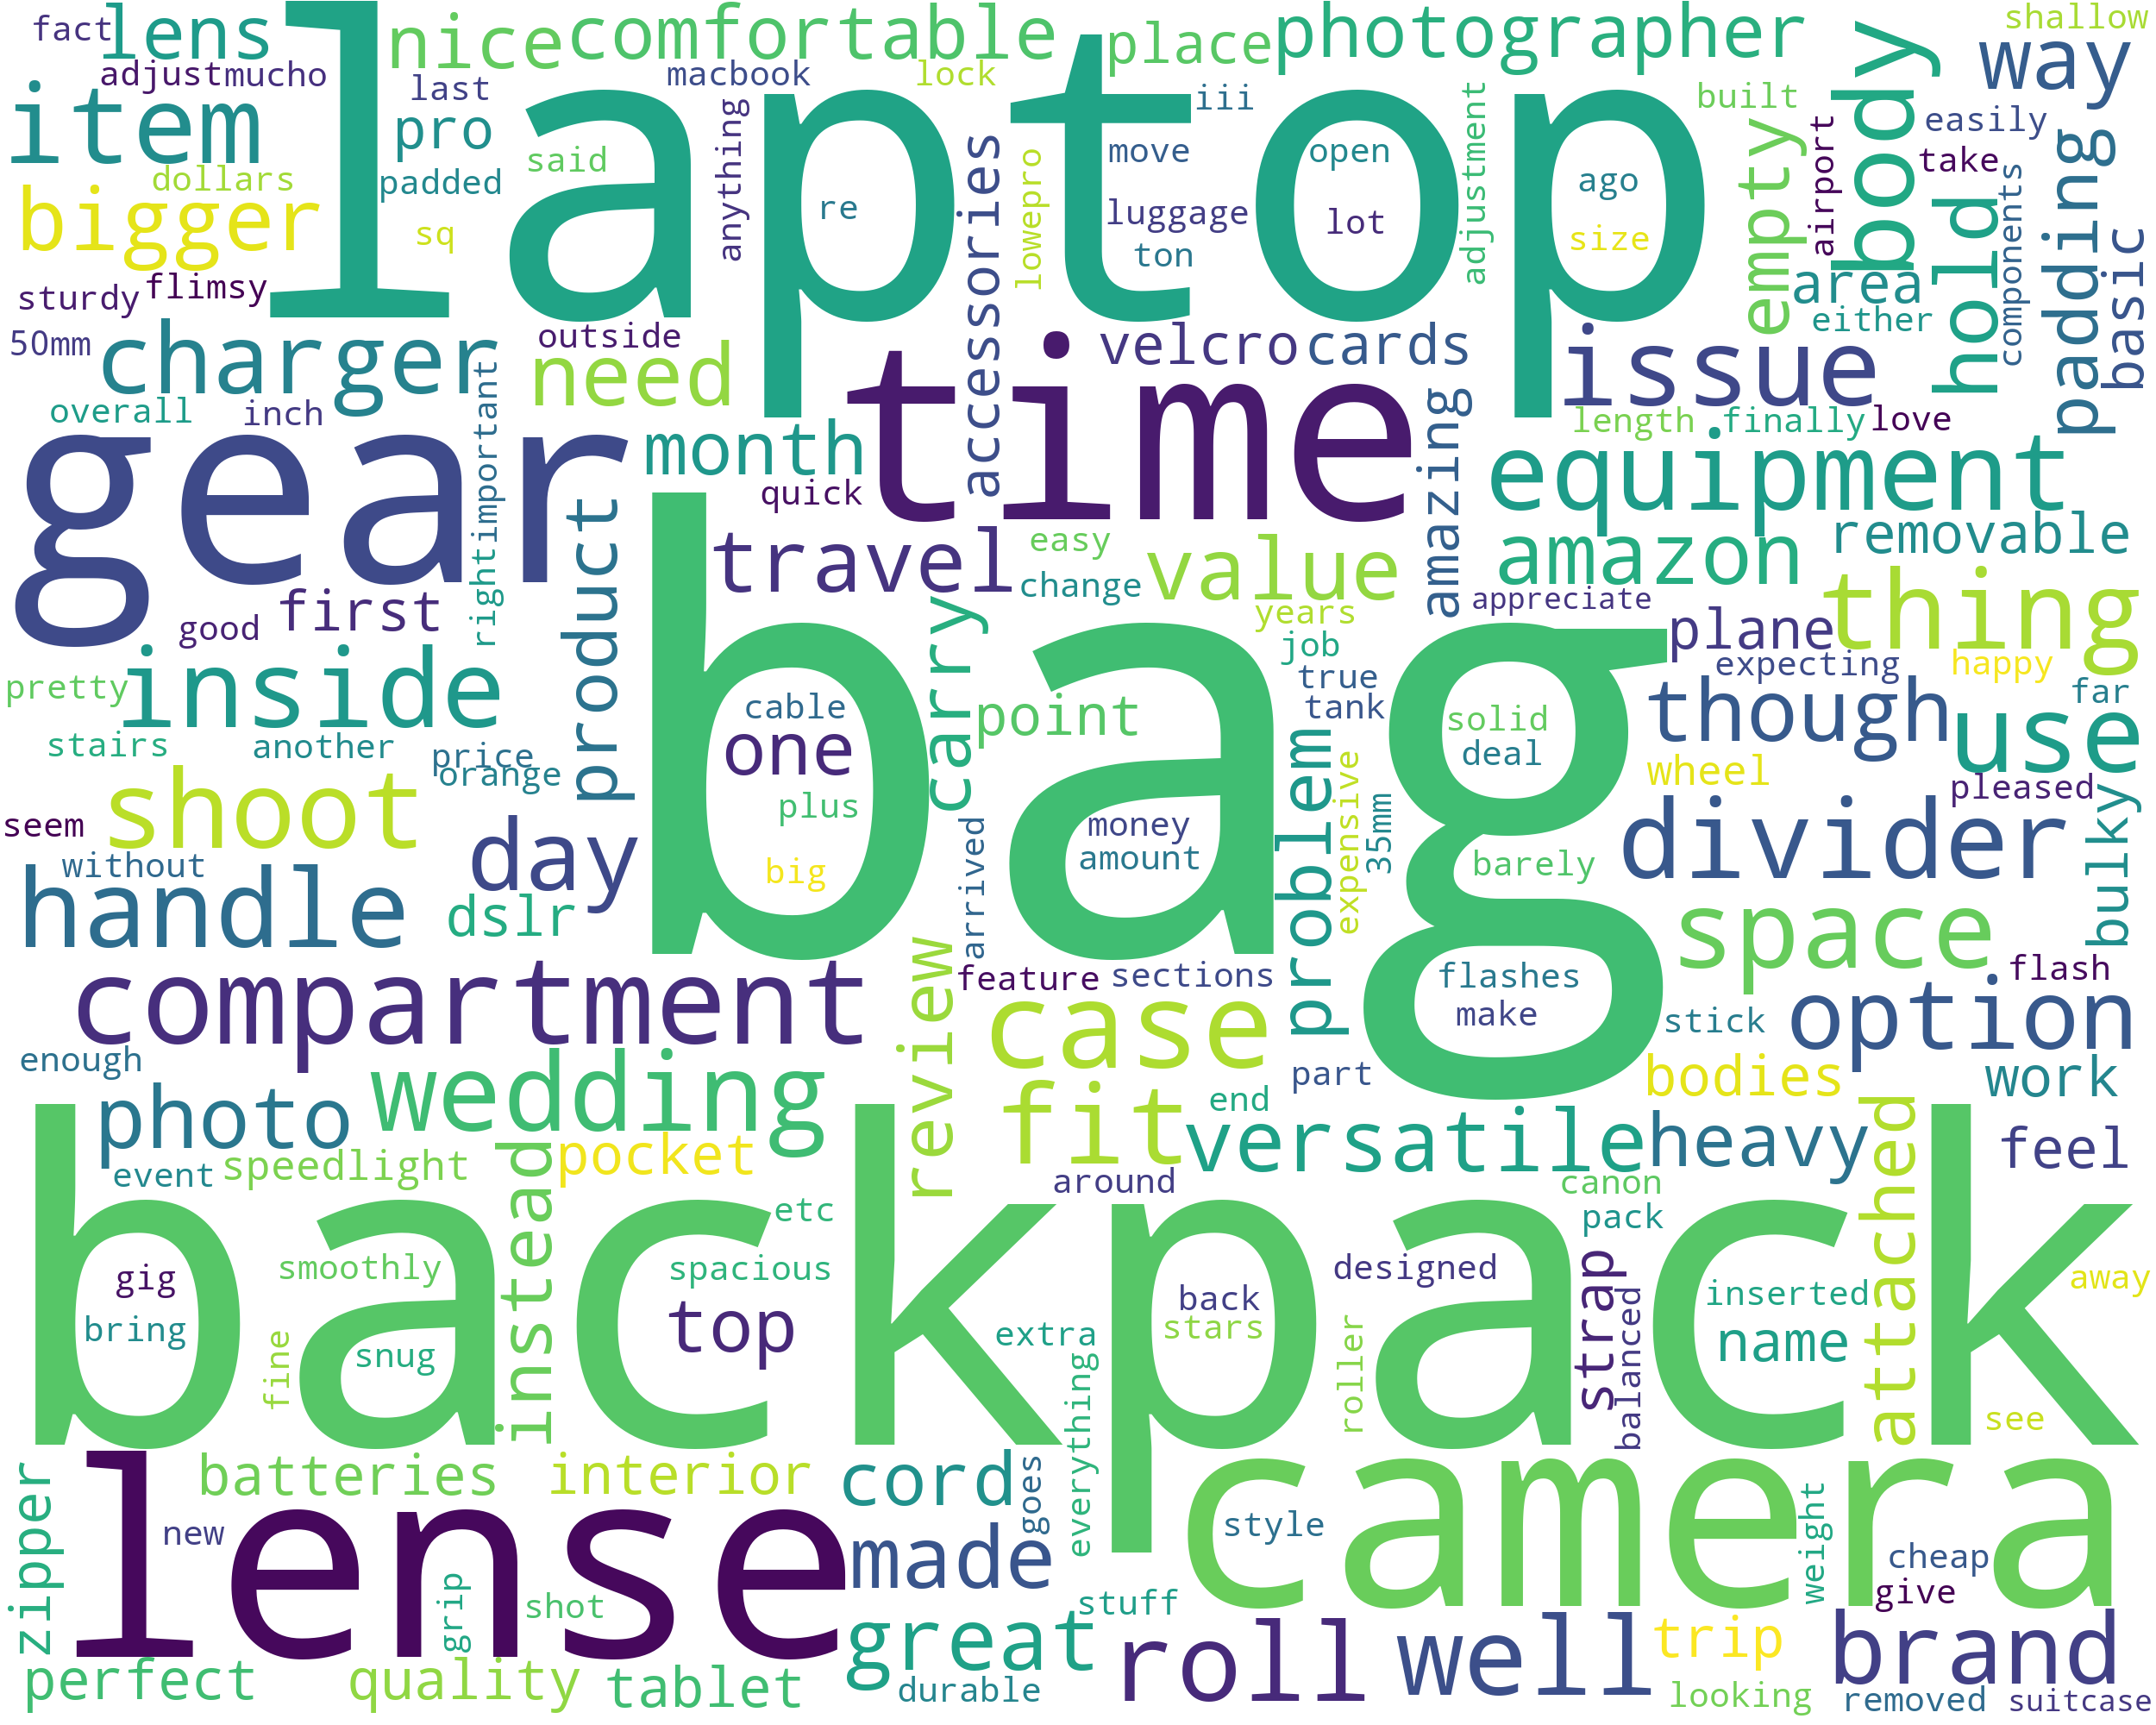 fact
lens
nice
comfortable
place
photographer
shallow
way
adjust
mucho
last
macbook
lock
iii
built
body
easily
item
pro
padded
said
anything
laptop
accessories
lowepro
move
luggage
ton
open
lot
ago
size
re
adjustment
empty
airport
take
hold
components
padding
basic
dollars
bigger
sq
sturdy
flimsy
area
either
50mm
charger
outside
need
time
velcro
cards
issue
overall
inch
rightimportant
month
quick
amazing
length
finally
love
gear
equipment
removable
product
travel
easy
change
value
amazon
good
first
years
appreciate
plane
thing
job
expecting
happy
far
pretty
inside
carry
point
true
tank
though
use
stairs
another
price
orange
cable
one
plus
big
bag
solid
deal
wheel
pleased
shoot
seem
day
money
amount
arrived
problem
expensive
35mm
barely
divider
bulky
without
handle
dslr
space
compartment
review
feature
sections
case
flashes
make
stick
option
flash
enough
photo
wedding
part
fit
end
bodies
work
event
speedlight
instead
pocket
versatile
heavy
attached
feel
around
canon
pack
etc
backpack
gig
bring
smoothly
fine
snug
spacious
top
extra
everything
back
stars
designed
roller
strap
balanced
inserted
name
away
see
zipper
batteries
interior
cord
goes
camera
lense
new
grip
shot
made
style
weight
cheap
give
stuff
great
roll
well
trip
brand
perfect
quality
tablet
durable
looking
removed
suitcase